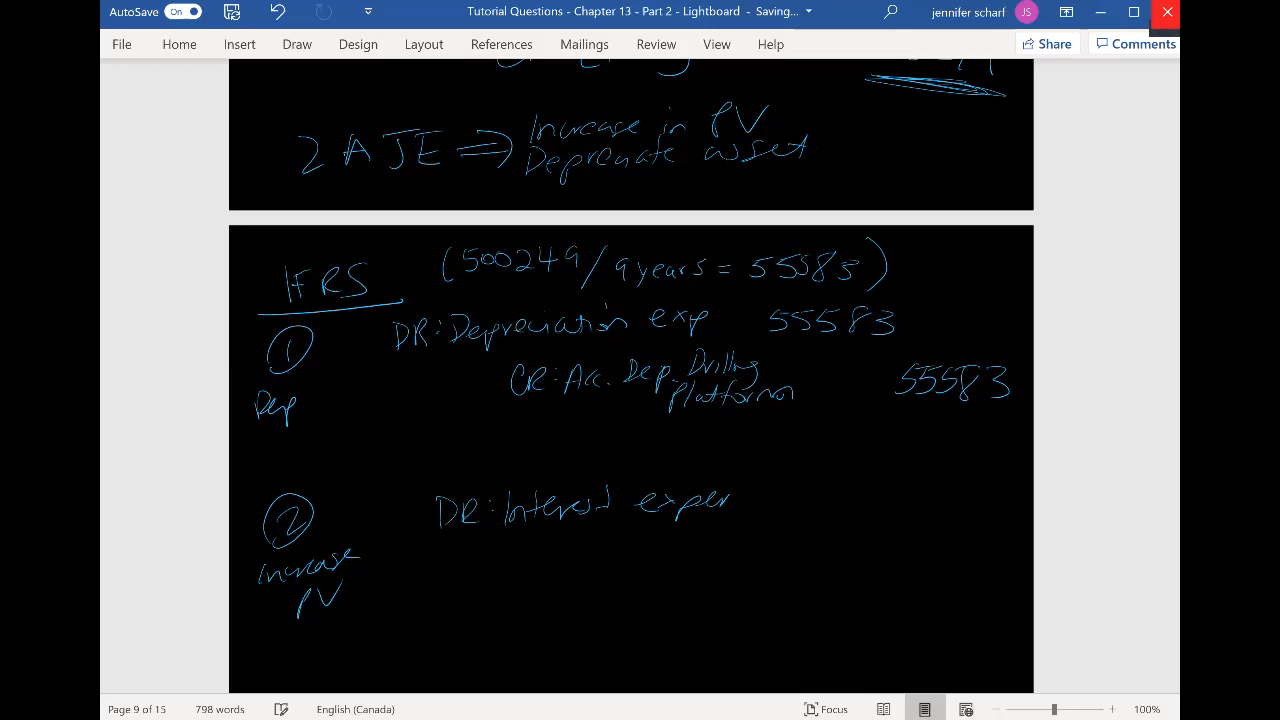 AutoSave On Tutorial Questions - Chapter 13 - Part 2 - Lightboard - Saving... jennifer scharf JS
File Home Insert Draw Design Layout References Mailings Review View Help Share Comments
2 AJE ⇒ Increase in PV
Depreciate asset
IFRS (500249/9 years = 55583)
① DR: Depreciation exp 55583
CR: Acc. Dep. Drilling Platformon 55583
Dep
② DR: Interest expen
increase
PV
Page 9 of 15 798 words English (Canada) Focus 100%